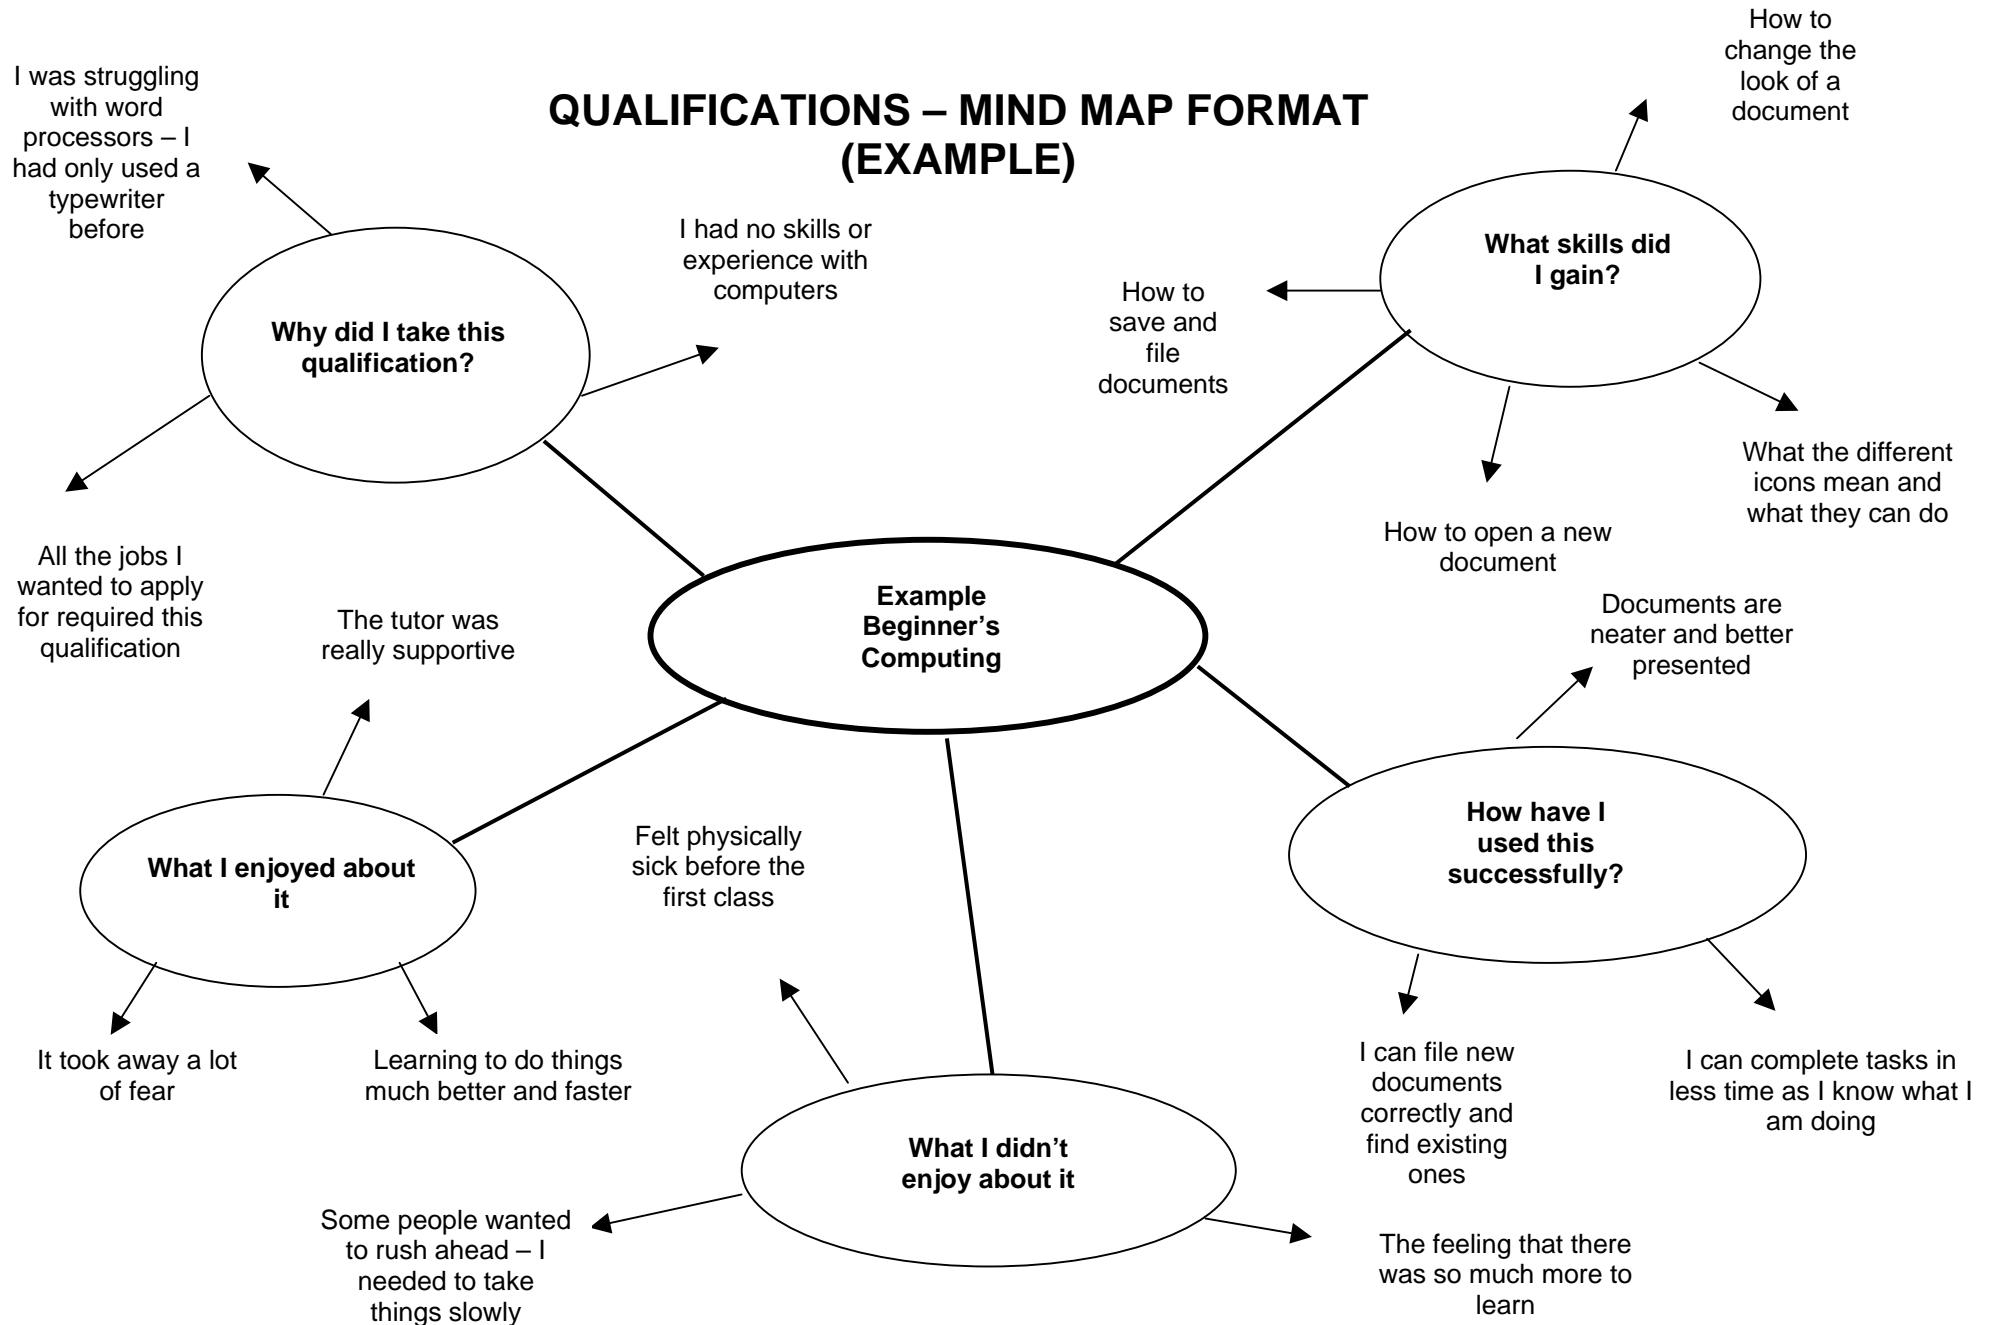 QUALIFICATIONS – MIND MAP FORMAT
(EXAMPLE)
I was struggling
with word
processors – I
had only used a
typewriter
before
Why did I take this
qualification?
I had no skills or
experience with
computers
All the jobs I
wanted to apply
for required this
qualification
How to
change the
look of a
document
What skills did
I gain?
How to
save and
file
documents
How to open a new
document
What the different
icons mean and
what they can do
Example
Beginner’s
Computing
The tutor was
really supportive
What I enjoyed about
it
It took away a lot
of fear
Learning to do things
much better and faster
Felt physically
sick before the
first class
What I didn’t
enjoy about it
Some people wanted
to rush ahead – I
needed to take
things slowly
The feeling that there
was so much more to
learn
Documents are
neater and better
presented
How have I
used this
successfully?
I can file new
documents
correctly and
find existing
ones
I can complete tasks in
less time as I know what I
am doing